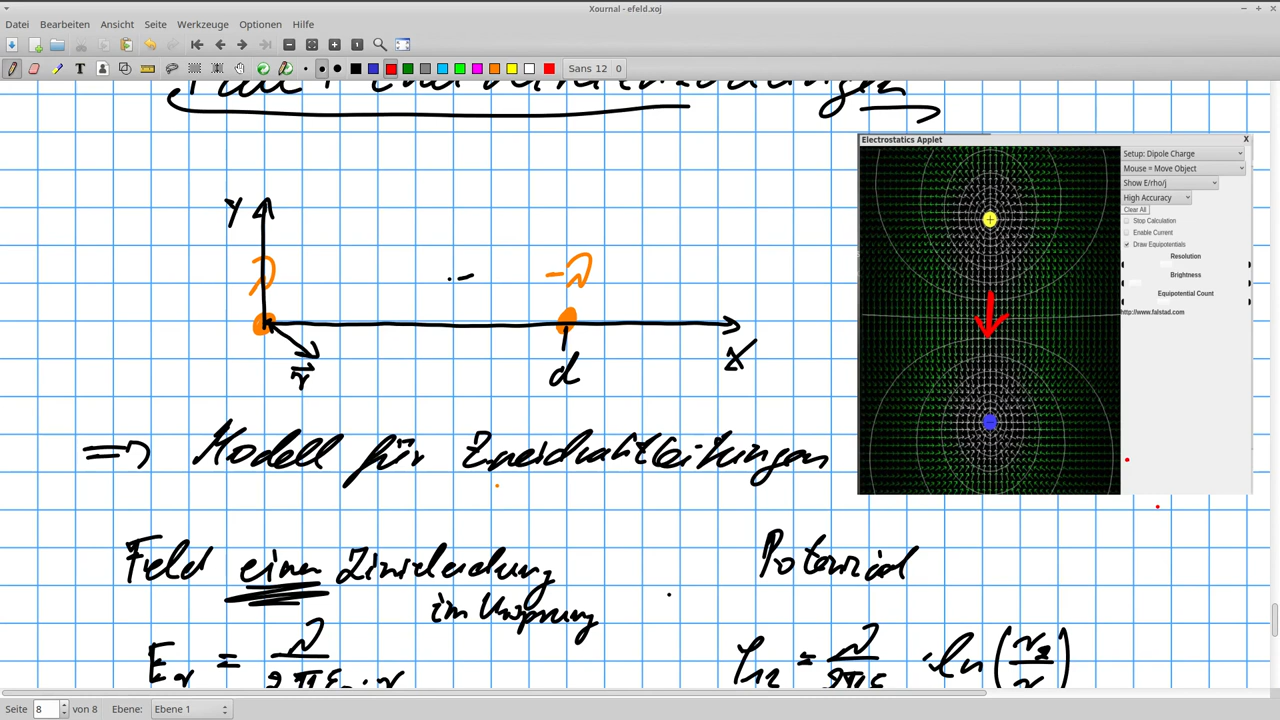 Xournal - efeld.xoj
Datei Bearbeiten Ansicht Seite Werkzeuge Optionen Hilfe
Sans 12 0
Electrostatics Applet X
Setup: Dipole Charge
Mouse = Move Object
Show E/rho/j
High Accuracy
Clear All
Stop Calculation
Enable Current
Draw Equipotentials
Resolution
Brightness
Equipotential Count
http://www.falstad.com
y
λ -λ
r
d
x
=> Modell für Zweidrahtleitungen
Feld einer Linienladung
im Ursprung
Potenzial
Seite 8 von 8 Ebene: Ebene 1